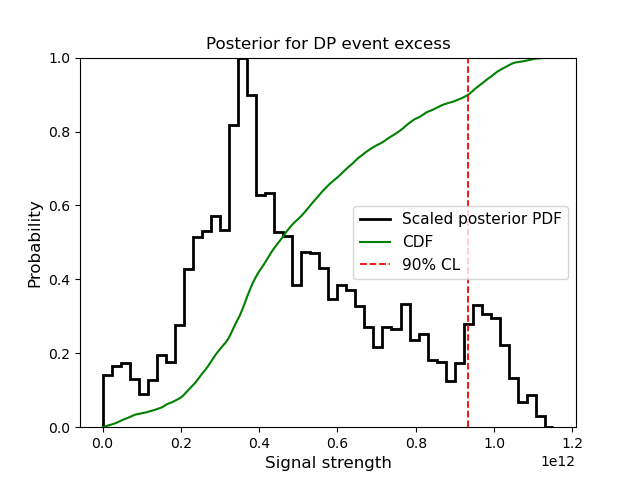 Posterior for DP event excess
Probability
1.0
0.8
0.6
0.4
0.2
0.0
Scaled posterior PDF
CDF
90% CL
0.0 0.2 0.4 0.6 0.8 1.0 1.2
1e12
Signal strength